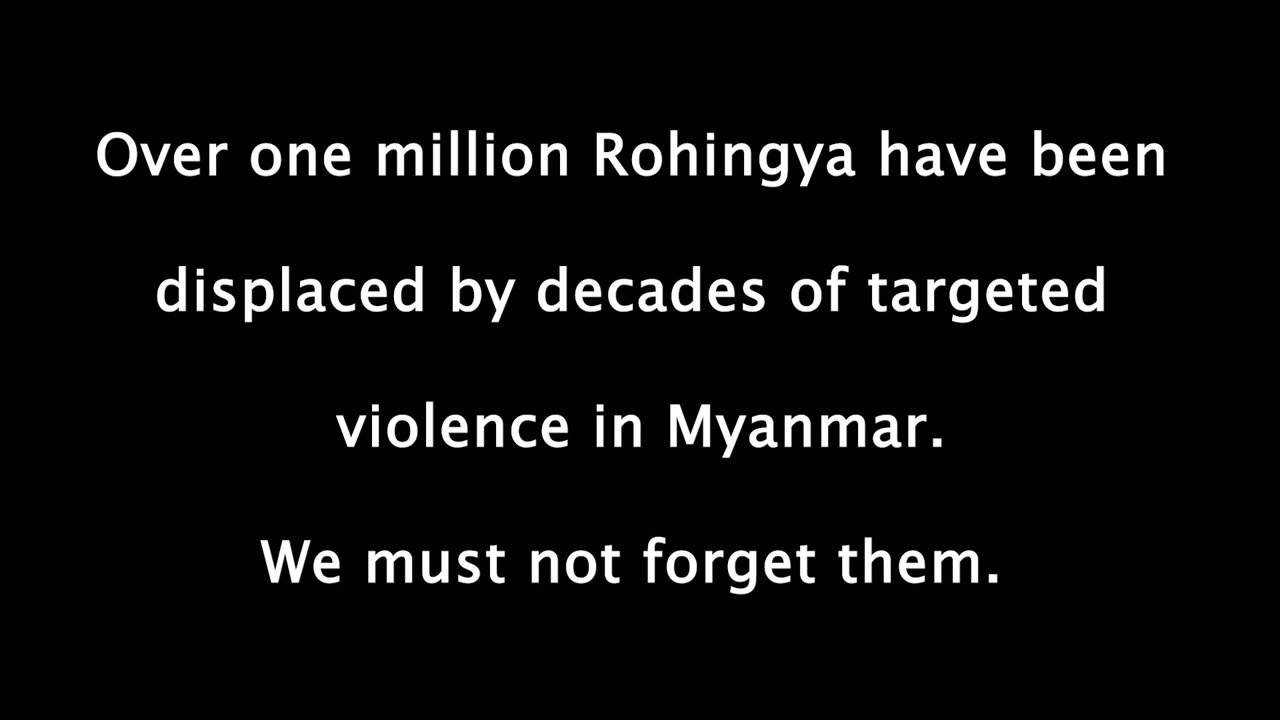 Over one million Rohingya have been
displaced by decades of targeted
violence in Myanmar.
We must not forget them.